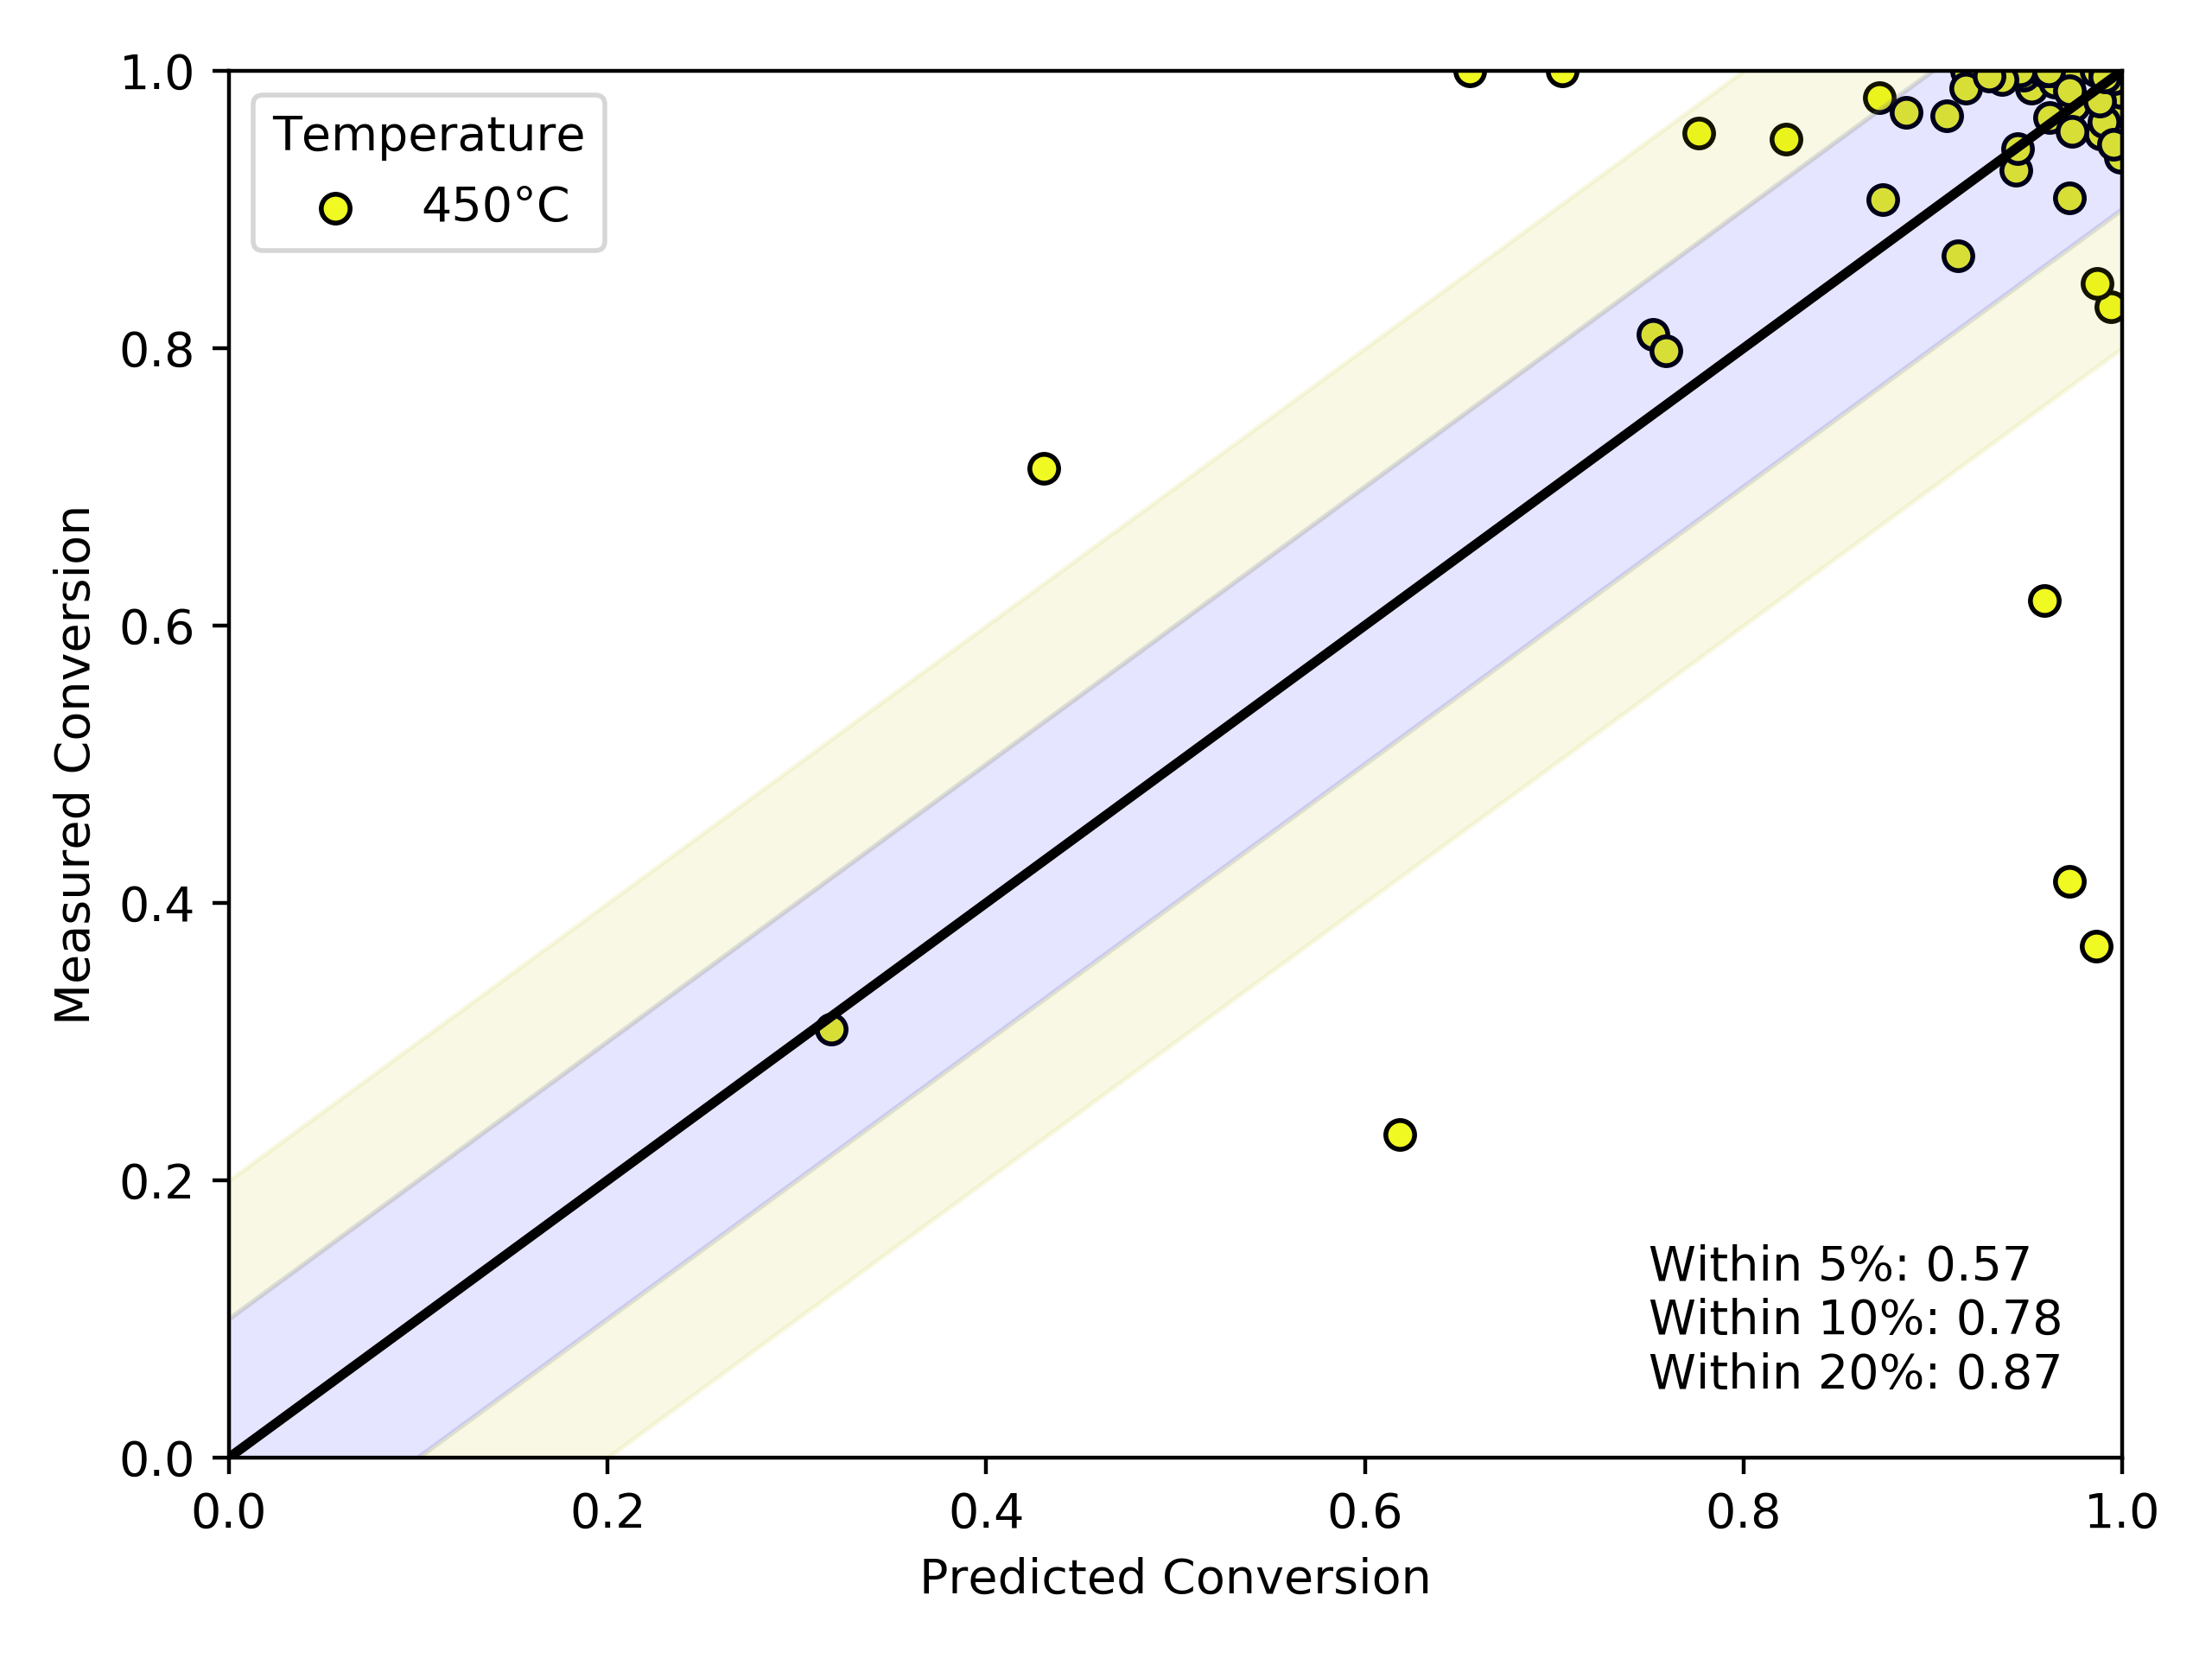 Temperature
450°C
Measured Conversion
1.0
0.8
0.6
0.4
0.2
0.0
Within 5%: 0.57
Within 10%: 0.78
Within 20%: 0.87
0.0 0.2 0.4 0.6 0.8 1.0
Predicted Conversion